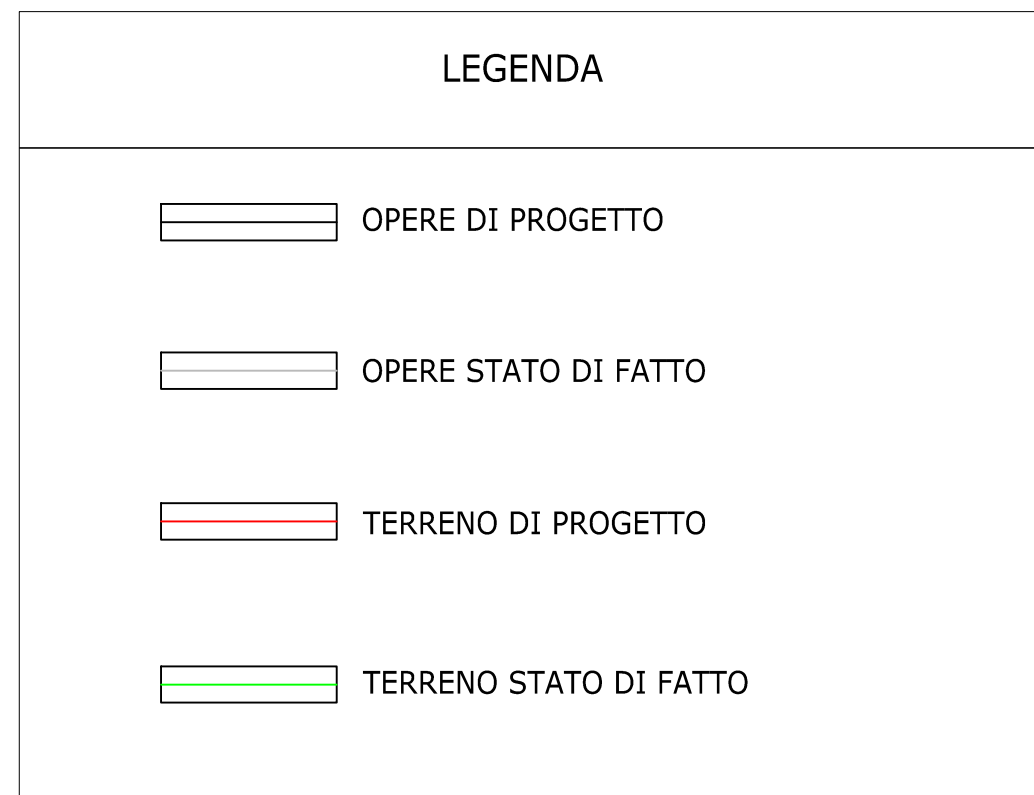 LEGENDA
OPERE DI PROGETTO
OPERE STATO DI FATTO
TERRENO DI PROGETTO
TERRENO STATO DI FATTO